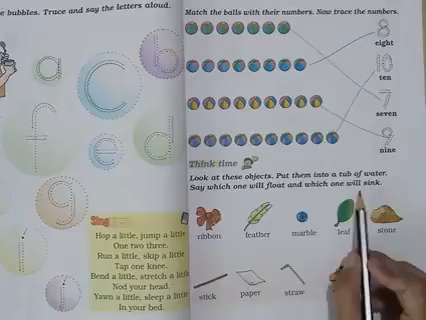 e bubbles. Trace and say the letters aloud.
a
b
c
f
e
d
g
i
Sing
Hop a little, jump a little
One two three.
Run a little, skip a little
Tap one knee.
Bend a little, stretch a little
Nod your head.
Yawn a little, sleep a little
In your bed.
Match the balls with their numbers. Now trace the numbers.
8
eight
10
ten
7
seven
9
nine
Think time
Look at these objects. Put them into a tub of water.
Say which one will float and which one will sink.
ribbon feather marble leaf stone
stick paper straw